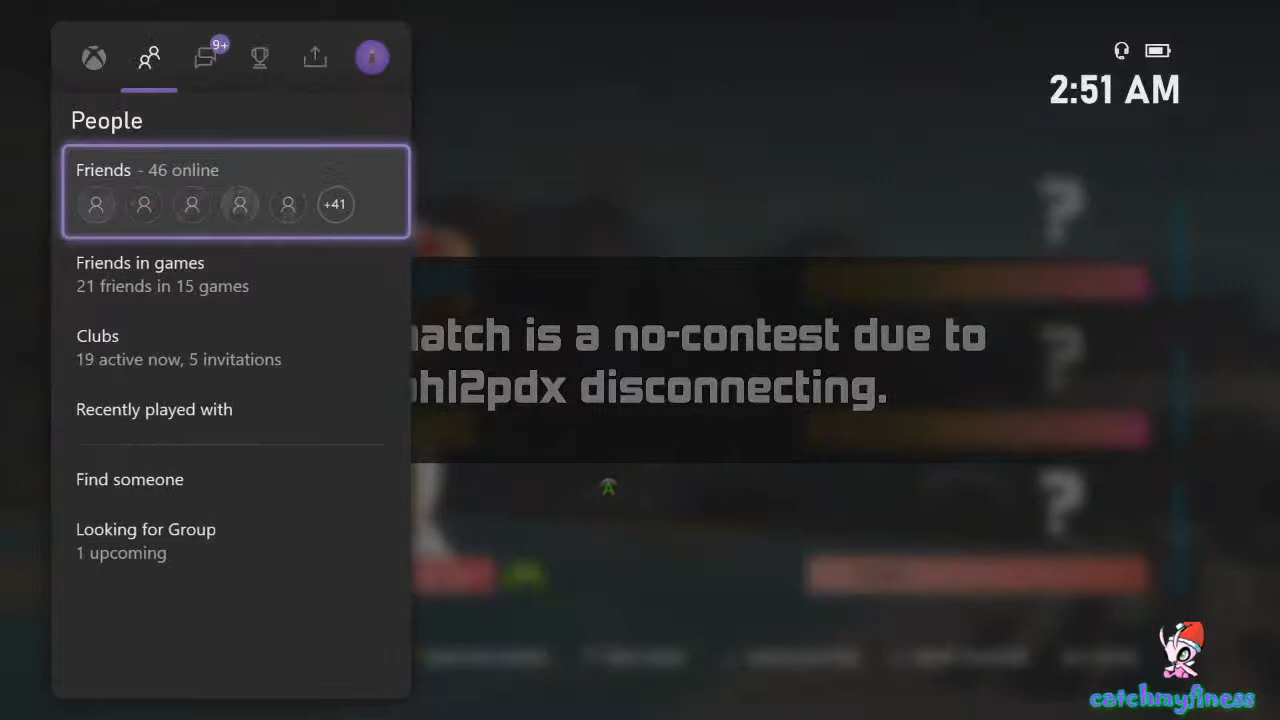 9+
2:51 AM
People
Friends - 46 online
+41
Friends in games
21 friends in 15 games
Clubs
19 active now, 5 invitations
Recently played with
Find someone
Looking for Group
1 upcoming
is a no-contest due to
disconnecting.
?
?
?
A
catchmyfiness